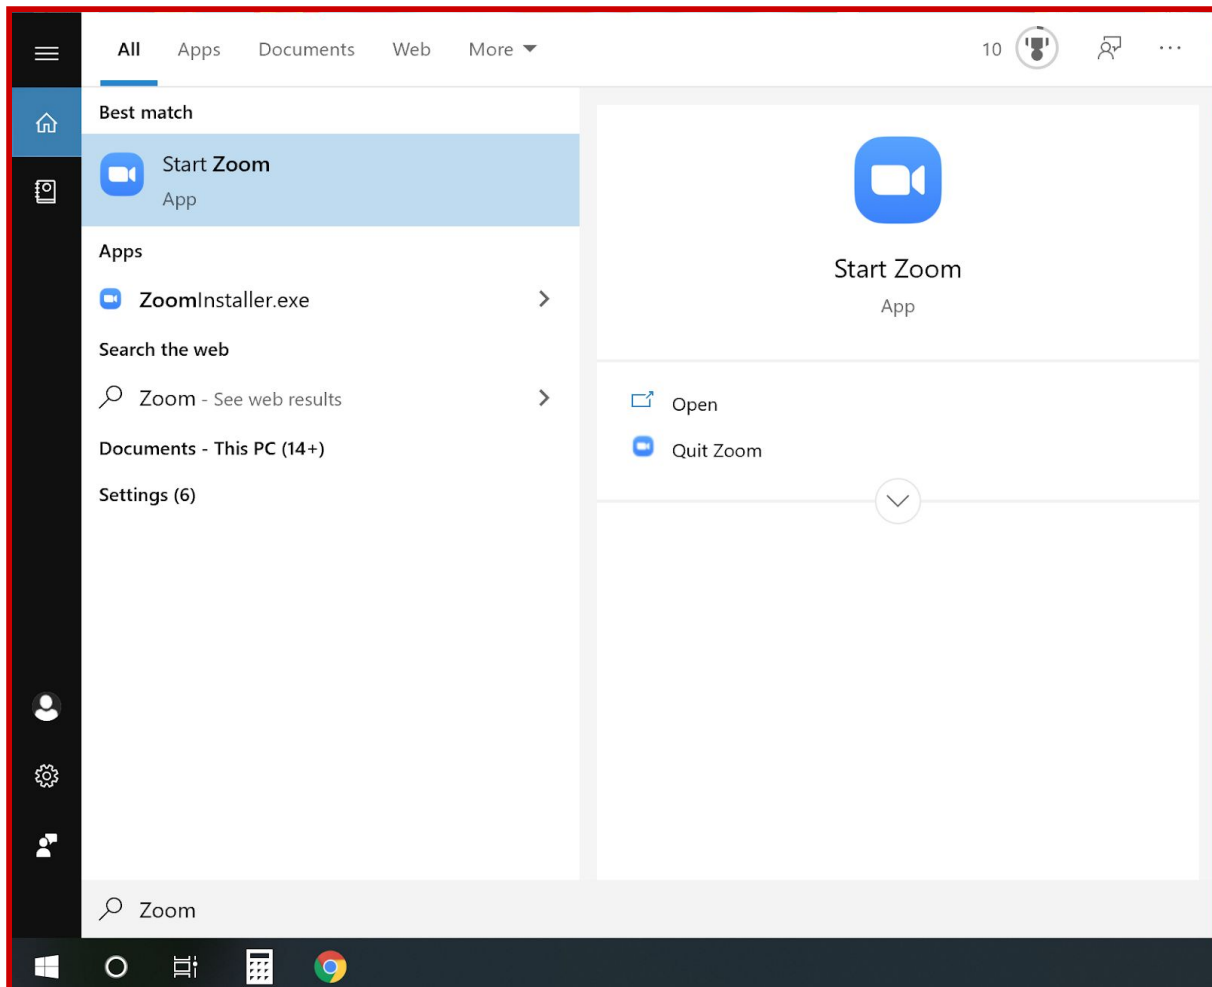 All Apps Documents Web More 10 ...
Best match
Start Zoom
App
Apps
ZoomInstaller.exe
Search the web
Zoom - See web results
Documents - This PC (14+)
Settings (6)
Start Zoom
App
Open
Quit Zoom
Zoom